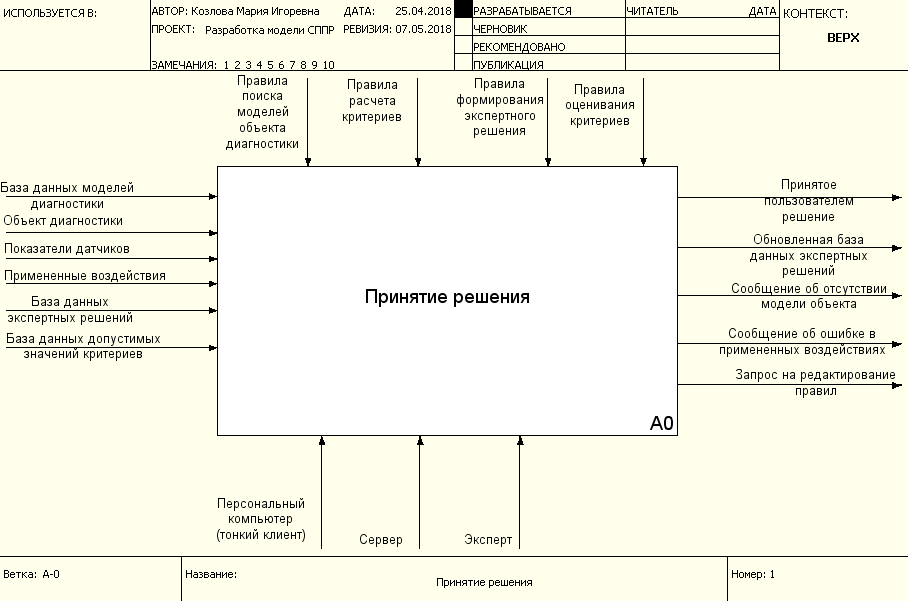 ИСПОЛЬЗУЕТСЯ В:
АВТОР: Козлова Мария Игоревна
ДАТА: 25.04.2018
ПРОЕКТ: Разработка модели СППР
РЕВИЗИЯ: 07.05.2018
ЗАМЕЧАНИЯ: 1 2 3 4 5 6 7 8 9 10
РАЗРАБАТЫВАЕТСЯ
ЧЕРНОВИК
РЕКОМЕНДОВАНО
ПУБЛИКАЦИЯ
ЧИТАТЕЛЬ
ДАТА
КОНТЕКСТ:
ВЕРХ
Правила
поиска
моделей
объекта
диагностики
Правила
расчета
критериев
Правила
формирования
экспертного
решения
Правила
оценивания
критериев
База данных моделей
диагностики
Объект диагностики
Показатели датчиков
Примененные воздействия
База данных
экспертных решений
База данных допустимых
значений критериев
Принятие решения
A0
Принятое
пользователем
решение
Обновленная база
данных экспертных
решений
Сообщение об отсутствии
модели объекта
Сообщение об ошибке в
примененных воздействиях
Запрос на редактирование
правил
Персональный
компьютер
(тонкий клиент)
Сервер
Эксперт
Ветка: A-0
Название:
Принятие решения
Номер: 1